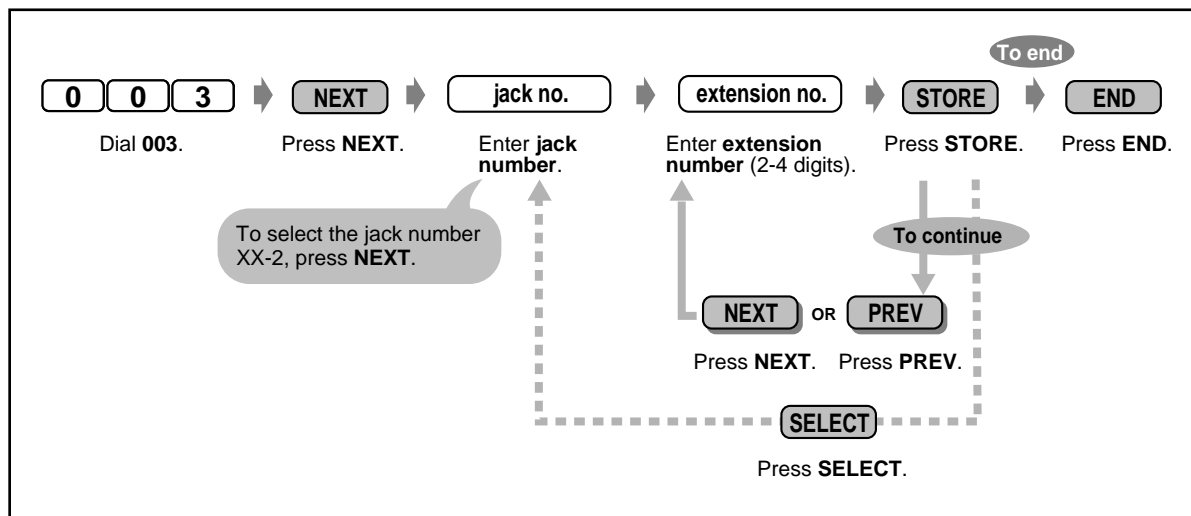 To end
0 0 3 NEXT jack no. extension no. STORE END
Dial 003. Press NEXT. Enter jack Enter extension Press STORE. Press END.
number. number (2-4 digits).
To select the jack number
XX-2, press NEXT.
To continue
NEXT OR PREV
Press NEXT. Press PREV.
SELECT
Press SELECT.